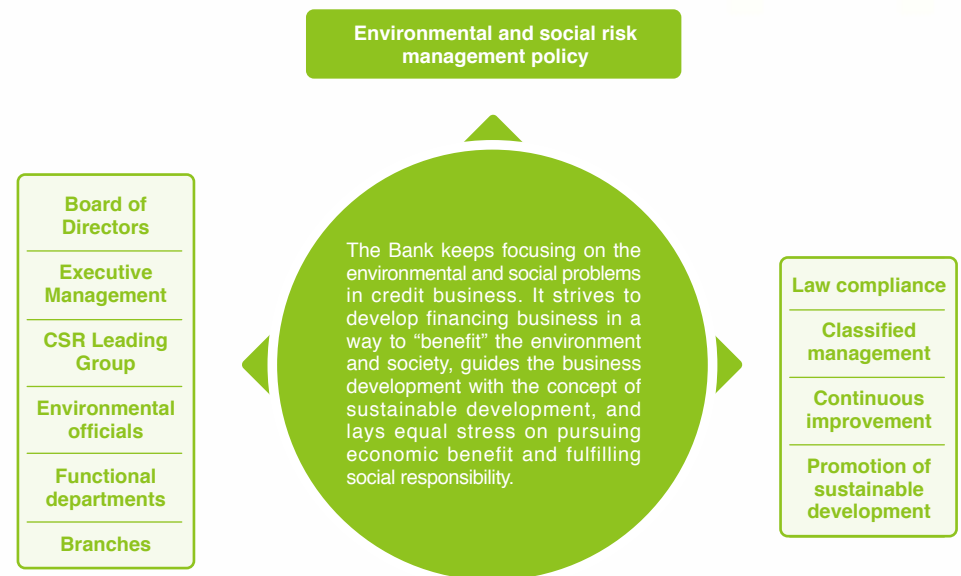 Environmental and social risk
management policy
Board of
Directors
Executive
Management
CSR Leading
Group
Environmental
officials
Functional
departments
Branches
The Bank keeps focusing on the
environmental and social problems
in credit business. It strives to
develop financing business in a
way to “benefit” the environment
and society, guides the business
development with the concept of
sustainable development, and
lays equal stress on pursuing
economic benefit and fulfilling
social responsibility.
Law compliance
Classified
management
Continuous
improvement
Promotion of
sustainable
development